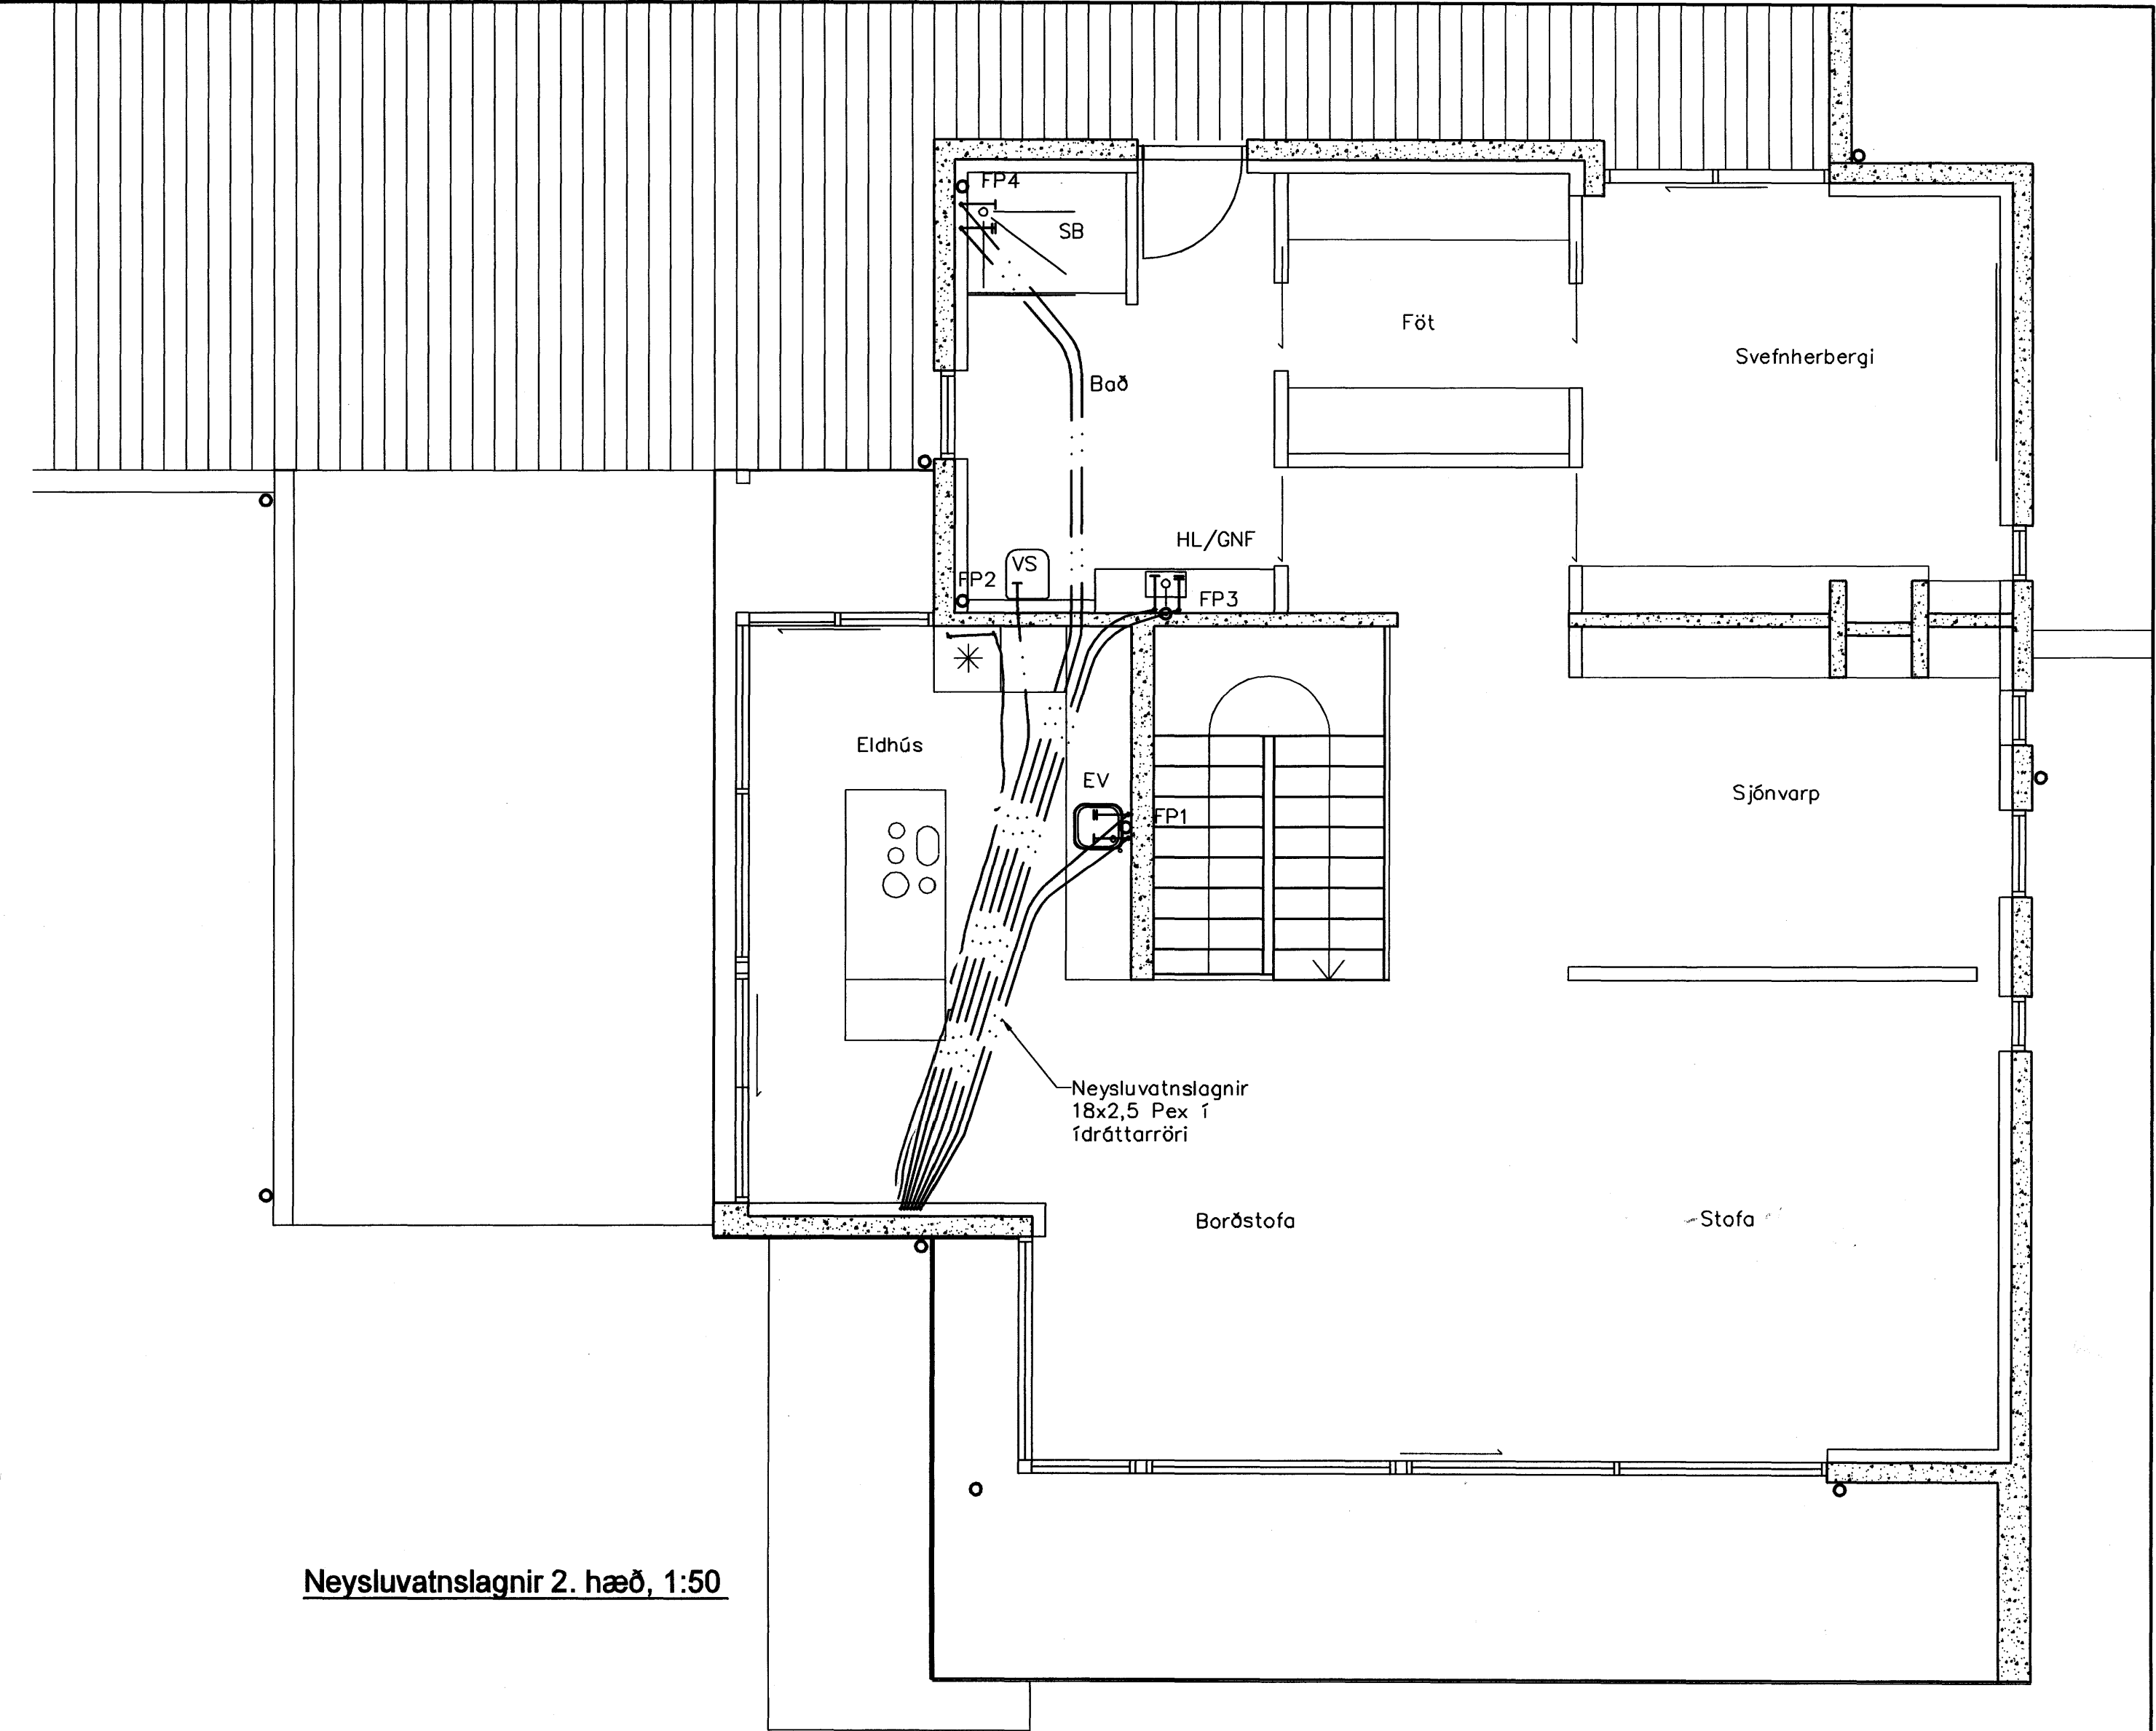 FP4
SB
Föt
Svefnherbergi
Bað
HL/GNF
VS
FP2
FP3
Eldhús
EV
FP1
Sjónvarp
Neysluvatnslagnir
18x2,5 Pex í
ídráttarröri
Borðstofa
Stofa
Neysluvatnslagnir 2. hæð, 1:50